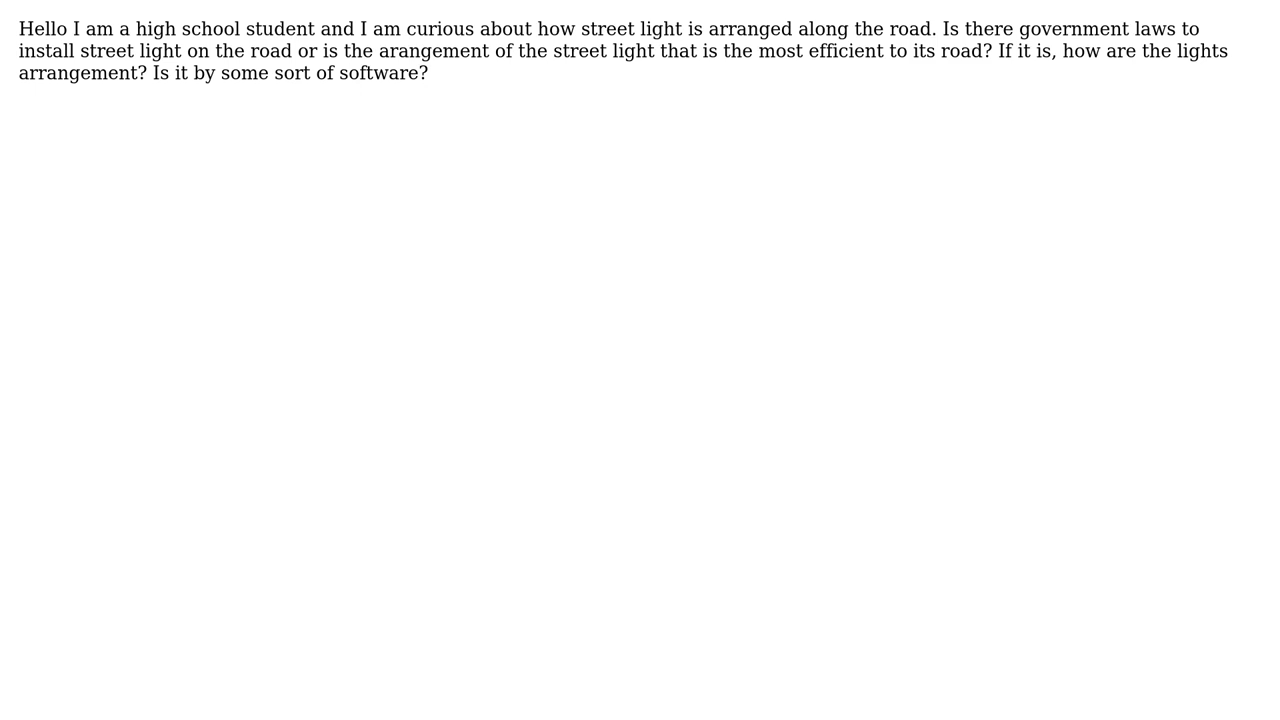 Hello I am a high school student and I am curious about how street light is arranged along the road. Is there government laws to
install street light on the road or is the arangement of the street light that is the most efficient to its road? If it is, how are the lights
arrangement? Is it by some sort of software?